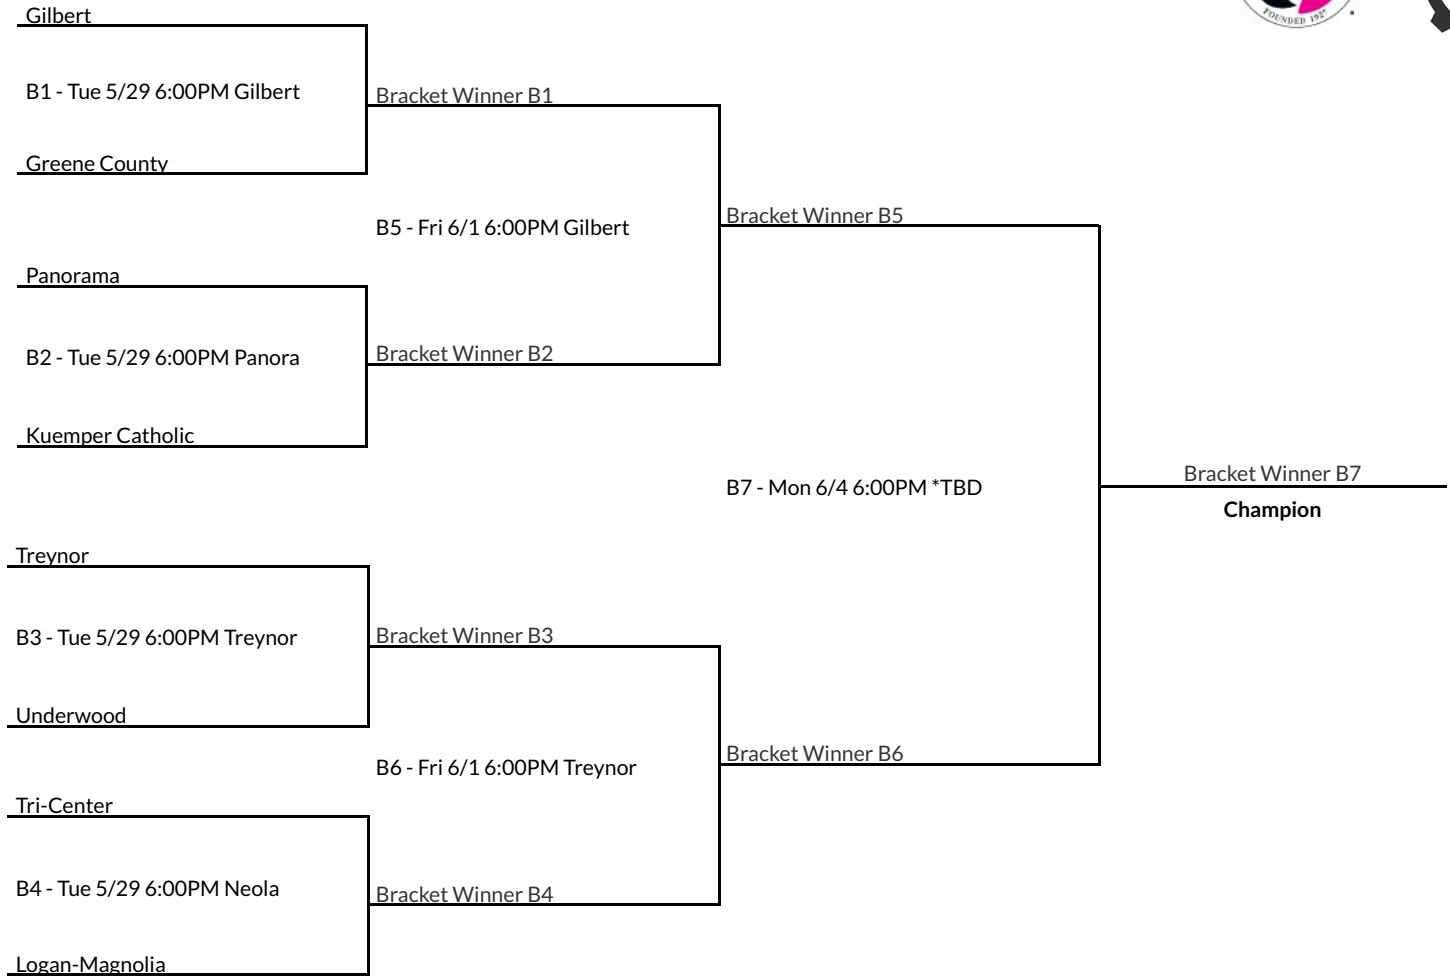 FOUNDED 1927
Gilbert
B1 - Tue 5/29 6:00PM Gilbert
Bracket Winner B1
Greene County
B5 - Fri 6/1 6:00PM Gilbert
Bracket Winner B5
Panorama
B2 - Tue 5/29 6:00PM Panora
Bracket Winner B2
Kuemper Catholic
B7 - Mon 6/4 6:00PM *TBD
Bracket Winner B7
Champion
Treynor
B3 - Tue 5/29 6:00PM Treynor
Bracket Winner B3
Underwood
B6 - Fri 6/1 6:00PM Treynor
Bracket Winner B6
Tri-Center
B4 - Tue 5/29 6:00PM Neola
Bracket Winner B4
Logan-Magnolia